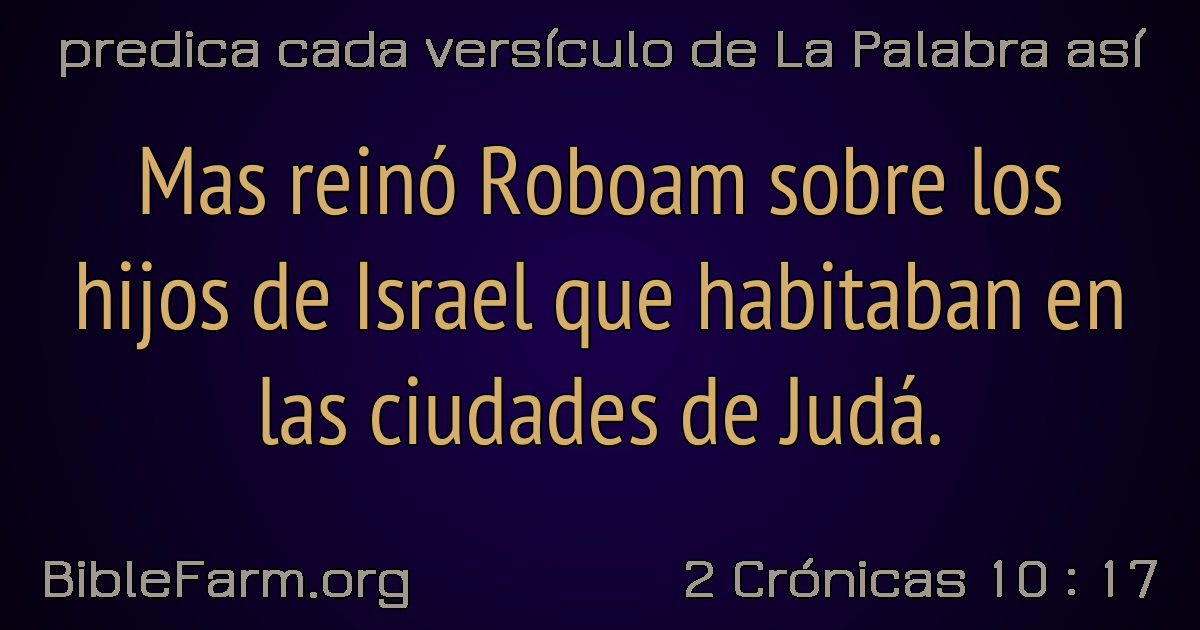 predica cada versículo de La Palabra así
Mas reinó Roboam sobre los
hijos de Israel que habitaban en
las ciudades de Judá.
BibleFarm.org
2 Crónicas 10 : 17